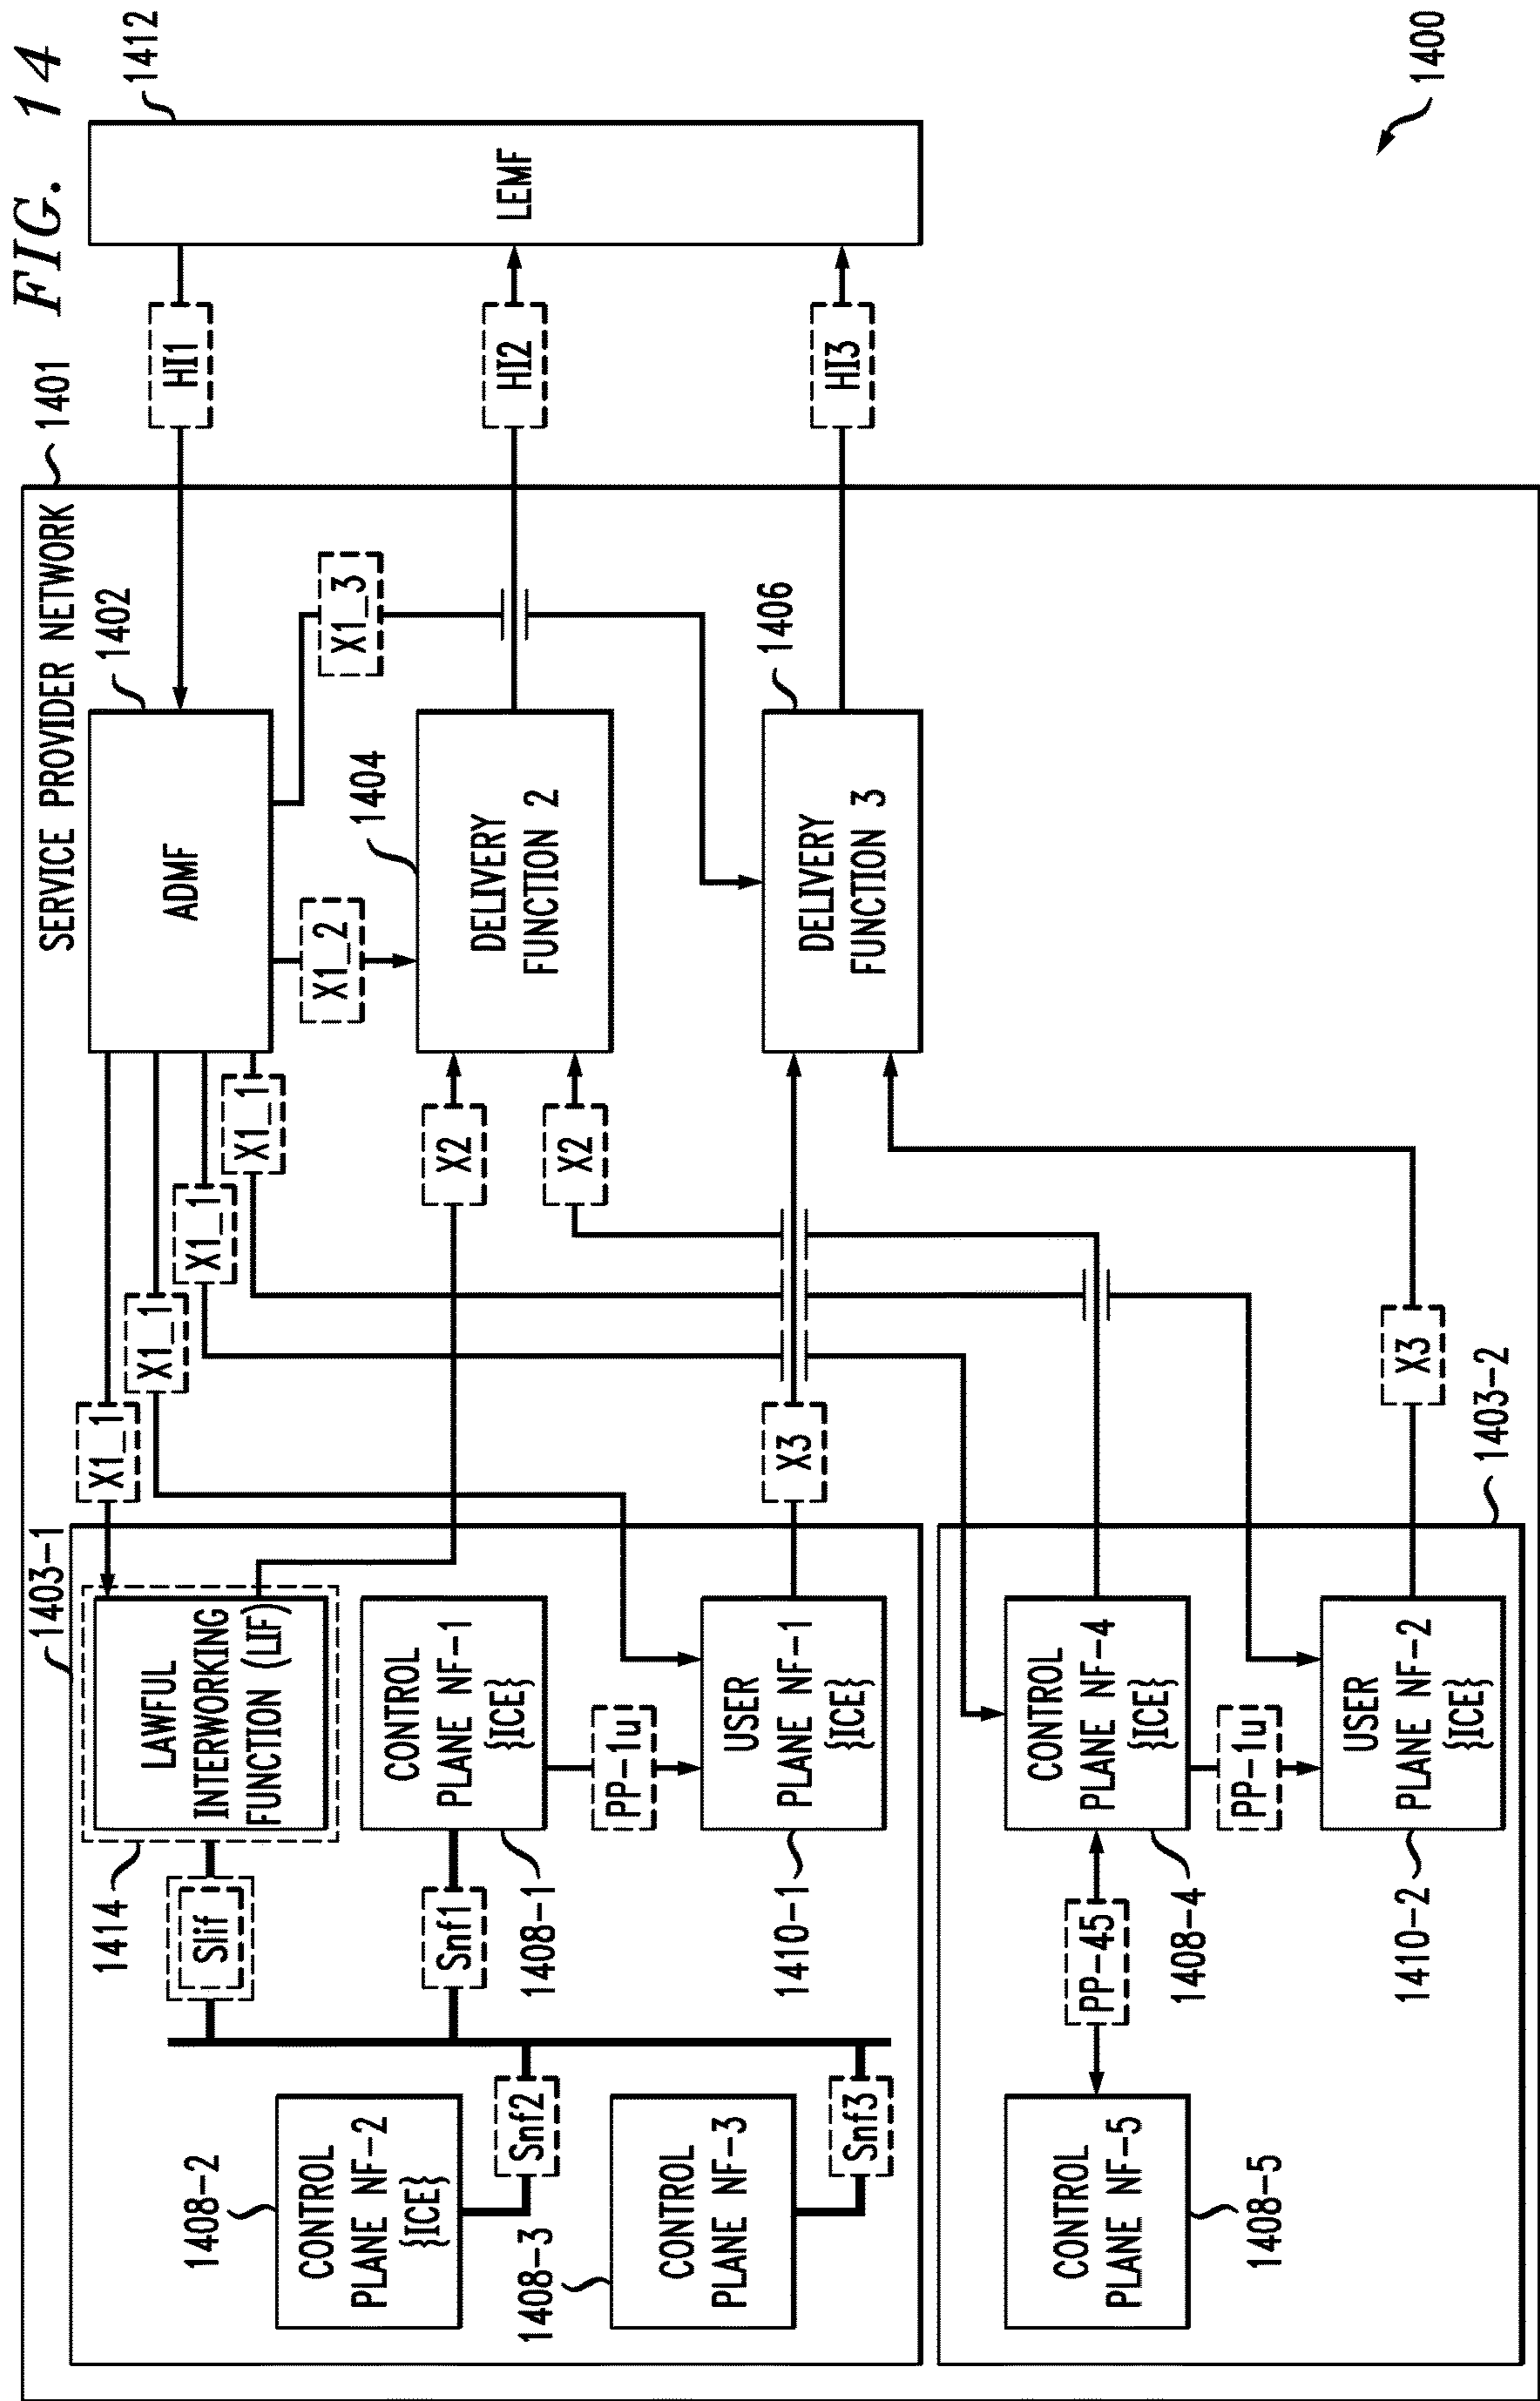 FIG. 14
1401
SERVICE PROVIDER NETWORK
1403-1
LAWFUL
INTERWORKING
FUNCTION (LIF)
1414
Slif
X1_1
X1_1
X1_1
X1_1
ADMF
1402
HI1
LEMF
1412
1408-2
CONTROL
PLANE NF-2
{ICE}
Snf2
1408-3
CONTROL
PLANE NF-3
Snf3
Snf1
1408-1
CONTROL
PLANE NF-1
{ICE}
PP-1u
1410-1
USER
PLANE NF-1
{ICE}
X2
X2
X3
X1_2
X1_3
1404
DELIVERY
FUNCTION 2
HI2
1406
DELIVERY
FUNCTION 3
HI3
CONTROL
PLANE NF-5
1408-5
PP-45
CONTROL
PLANE NF-4
{ICE}
1408-4
PP-1u
USER
PLANE NF-2
{ICE}
1410-2
X3
1403-2
1400